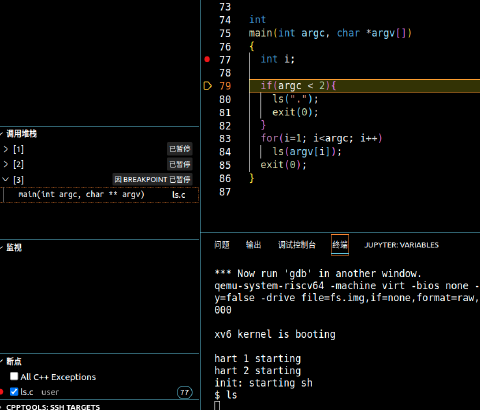 73
74 int
75 main(int argc, char *argv[])
76 {
77 int i;
78
79 if(argc < 2){
80 ls(".");
81 exit(0);
82 }
83 for(i=1; i<argc; i++)
84 ls(argv[i]);
85 exit(0);
86 }
87
调用堆栈
[1] 已暂停
[2] 已暂停
[3] 因 BREAKPOINT 已暂停
main(int argc, char ** argv) ls.c
监视
断点
All C++ Exceptions
ls.c user 77
CPPTOOLS: SSH TARGETS
问题 输出 调试控制台 终端 JUPYTER: VARIABLES
*** Now run 'gdb' in another window.
qemu-system-riscv64 -machine virt -bios none -
y=false -drive file=fs.img,if=none,format=raw,
000
xv6 kernel is booting
hart 1 starting
hart 2 starting
init: starting sh
$ ls